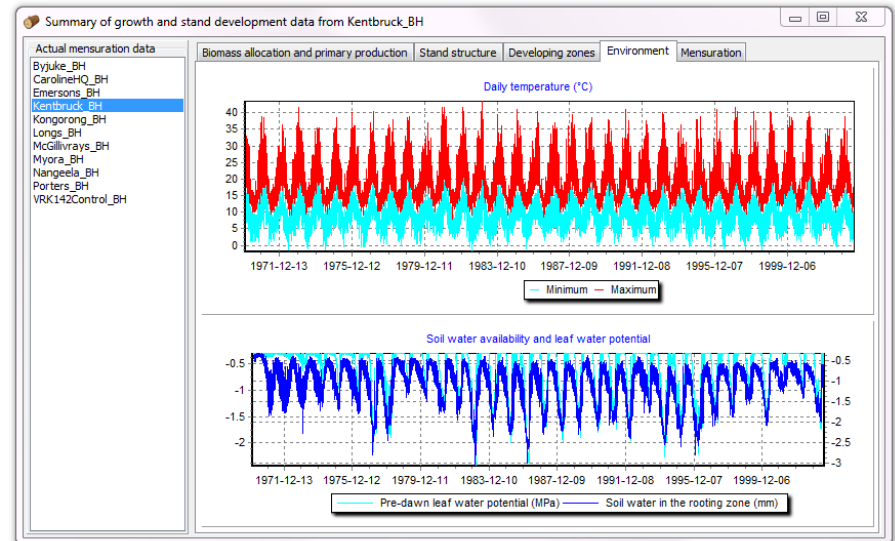 Summary of growth and stand development data from Kentbruck_BH
Actual mensuration data
Byjuke_BH
CarolineHQ_BH
Emersons_BH
Kentbruck_BH
Kongorong_BH
Longs_BH
McGillivrays_BH
Myora_BH
Nangeela_BH
Porters_BH
VRK142Control_BH
Biomass allocation and primary production Stand structure Developing zones Environment Mensuration
Daily temperature (°C)
40
35
30
25
20
15
10
5
0
1971-12-13 1975-12-12 1979-12-11 1983-12-10 1987-12-09 1991-12-08 1995-12-07 1999-12-06
Minimum Maximum
Soil water availability and leaf water potential
-0.5 -0.5
-1 -1
-1.5 -1.5
-2 -2
-2.5
-3
1971-12-13 1975-12-12 1979-12-11 1983-12-10 1987-12-09 1991-12-08 1995-12-07 1999-12-06
Pre-dawn leaf water potential (MPa) Soil water in the rooting zone (mm)